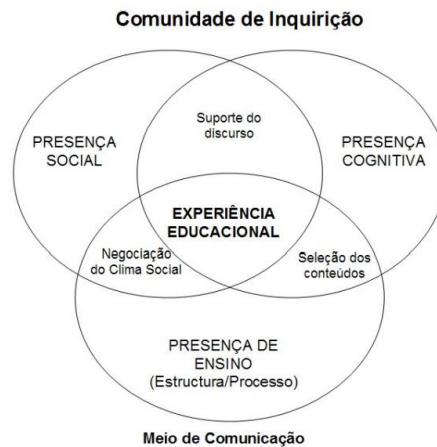 Comunidade de Inquirição
Suporte do
discurso
PRESENÇA
SOCIAL
PRESENÇA
COGNITIVA
EXPERIÊNCIA
EDUCACIONAL
Negociação
do Clima Social
Seleção dos
conteúdos
PRESENÇA DE
ENSINO
(Estrutura/Processo)
Meio de Comunicação